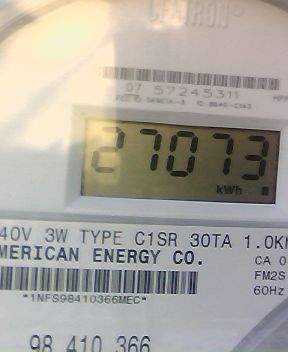 CENTRON®
07 57245311
27073
kWh
40V 3W TYPE C1SR 30TA 1.0K
MERICAN ENERGY CO.
CA 0
FM2S
*1NFS98410366MEC*
60Hz
98 410 366